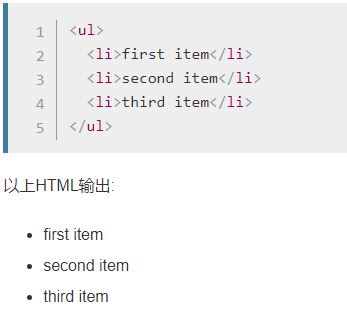 1 <ul>
2 <li>first item</li>
3 <li>second item</li>
4 <li>third item</li>
5 </ul>
以上HTML输出:
• first item
• second item
• third item